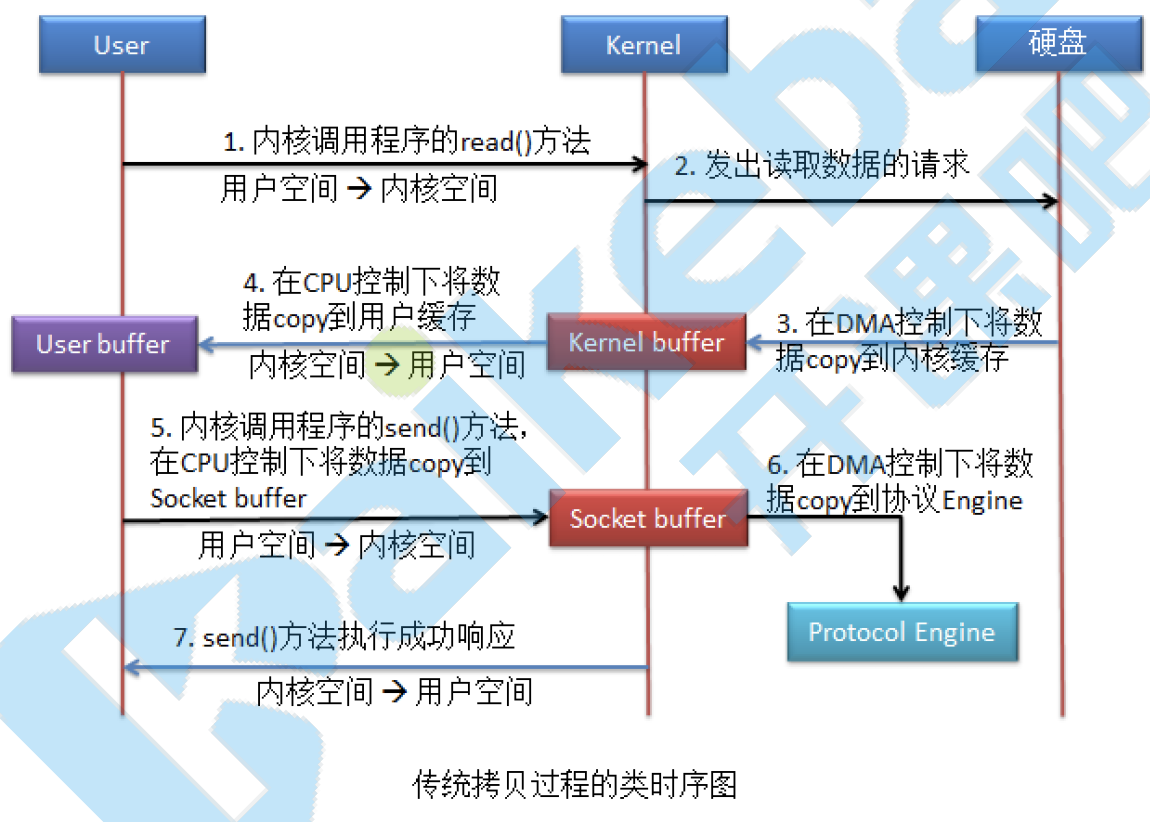 User
Kernel
硬盘
1. 内核调用程序的read()方法
用户空间 → 内核空间
2. 发出读取数据的请求
4. 在CPU控制下将数
据copy到用户缓存
内核空间 → 用户空间
User buffer
Kernel buffer
3. 在DMA控制下将数
据copy到内核缓存
5. 内核调用程序的send()方法，
在CPU控制下将数据copy到
Socket buffer
用户空间 → 内核空间
Socket buffer
6. 在DMA控制下将数
据copy到协议Engine
Protocol Engine
7. send()方法执行成功响应
内核空间 → 用户空间
传统拷贝过程的类时序图
Kaikeba
开课吧